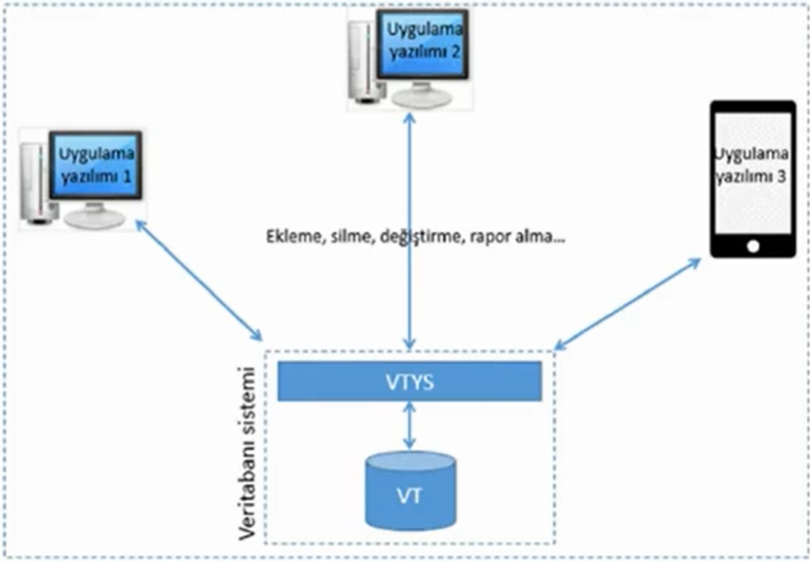 Uygulama
yazılımı 2
Uygulama
yazılımı 1
Uygulama
yazılımı 3
Ekleme, silme, değiştirme, rapor alma...
Veritabanı sistemi
VTYS
VT